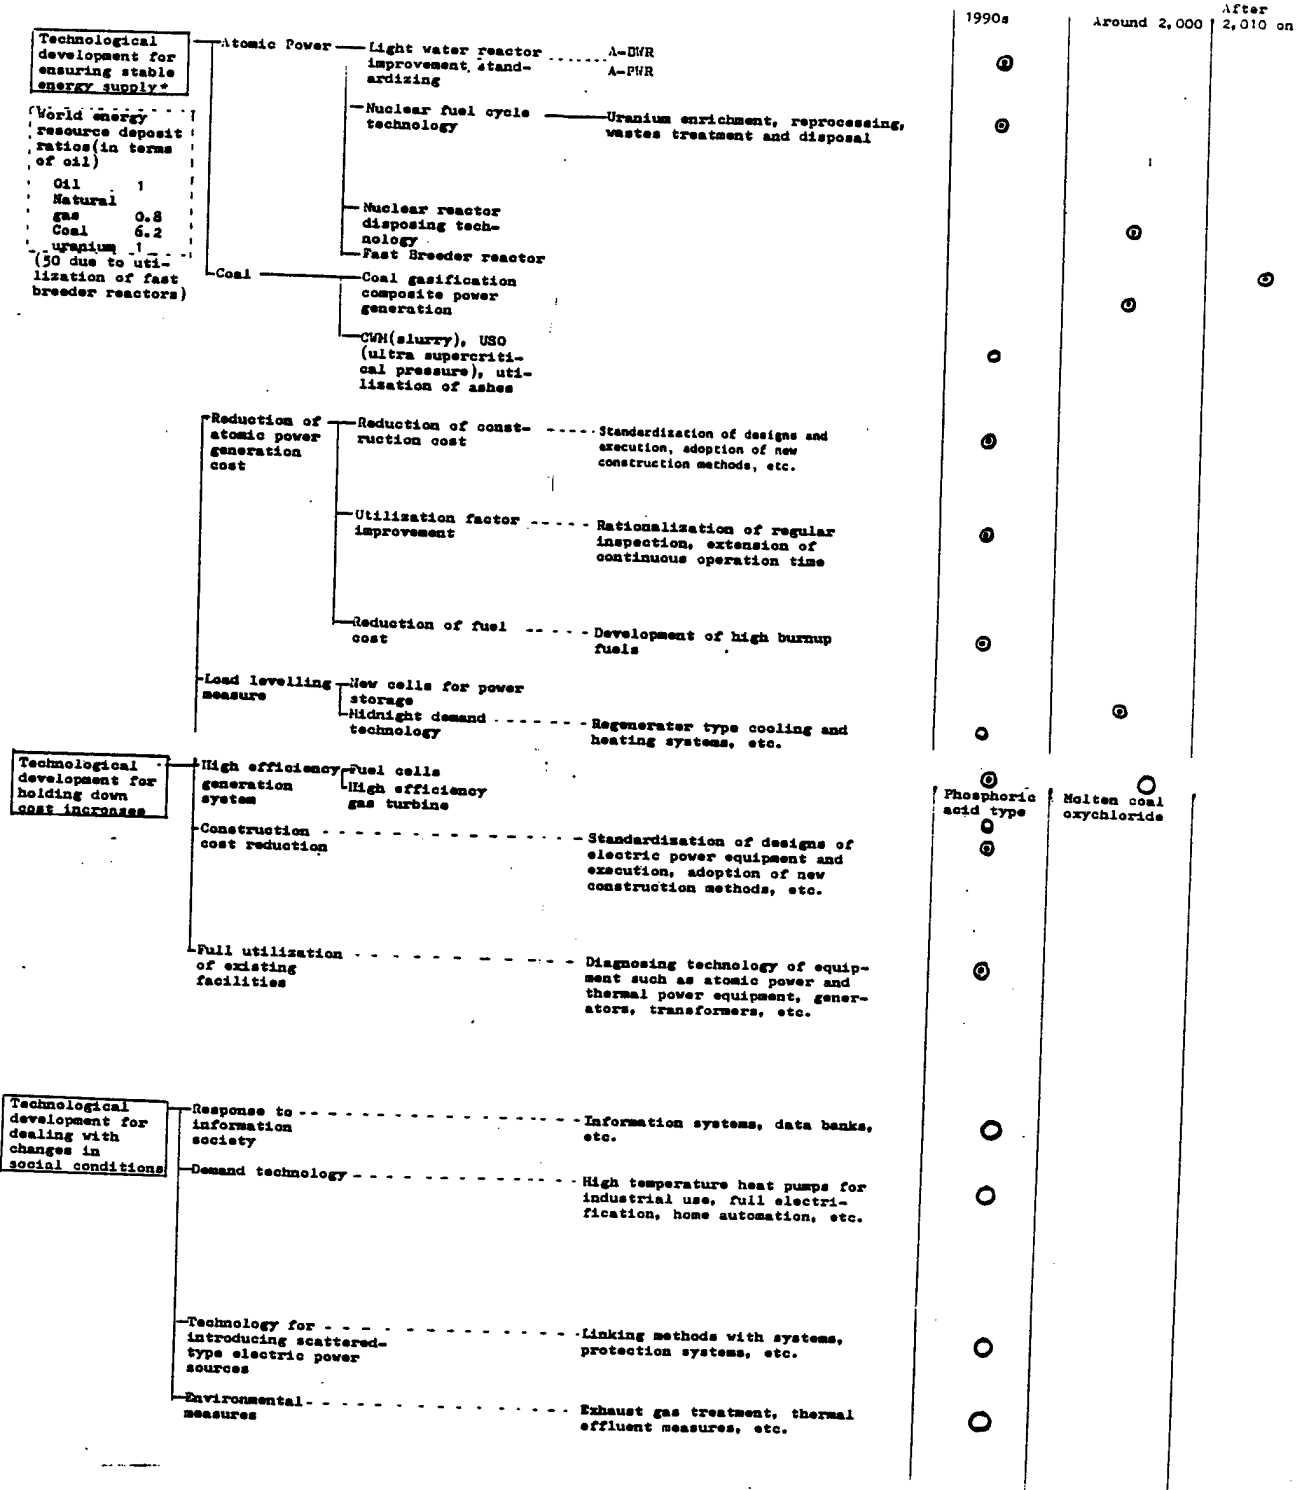 1990s
Around 2,000
After
2,010 on
Technological
development for
ensuring stable
energy supply*
Atomic Power
Light water reactor
improvement, stand-
ardizing
A-BWR
A-PWR
World energy
resource deposit
ratios(in terms
of oil)
Oil 1
Natural
gas 0.8
Coal 6.2
uranium 1
(50 due to uti-
lization of fast
breeder reactors)
Nuclear fuel cycle
technology
Uranium enrichment, reprocessing,
wastes treatment and disposal
Nuclear reactor
disposing tech-
nology
Fast Breeder reactor
Coal
Coal gasification
composite power
generation
CWM(slurry), USO
(ultra supercriti-
cal pressure), uti-
lization of ashes
Reduction of
atomic power
generation
cost
Reduction of const-
ruction cost
Standardization of designs and
execution, adoption of new
construction methods, etc.
Utilization factor
improvement
Rationalization of regular
inspection, extension of
continuous operation time
Reduction of fuel
cost
Development of high burnup
fuels
Load levelling
measure
New cells for power
storage
Midnight demand
technology
Regenerater type cooling and
heating systems, etc.
Technological
development for
holding down
cost increases
High efficiency
generation
system
Fuel cells
High efficiency
gas turbine
Phosphoric
acid type
Molten coal
oxychloride
Construction
cost reduction
Standardization of designs of
electric power equipment and
execution, adoption of new
construction methods, etc.
Full utilization
of existing
facilities
Diagnosing technology of equip-
ment such as atomic power and
thermal power equipment, gener-
ators, transformers, etc.
Technological
development for
dealing with
changes in
social conditions
Response to
information
society
Information systems, data banks,
etc.
Demand technology
High temperature heat pumps for
industrial use, full electri-
fication, home automation, etc.
Technology for
introducing scattered-
type electric power
sources
Linking methods with systems,
protection systems, etc.
Environmental
measures
Exhaust gas treatment, thermal
effluent measures, etc.